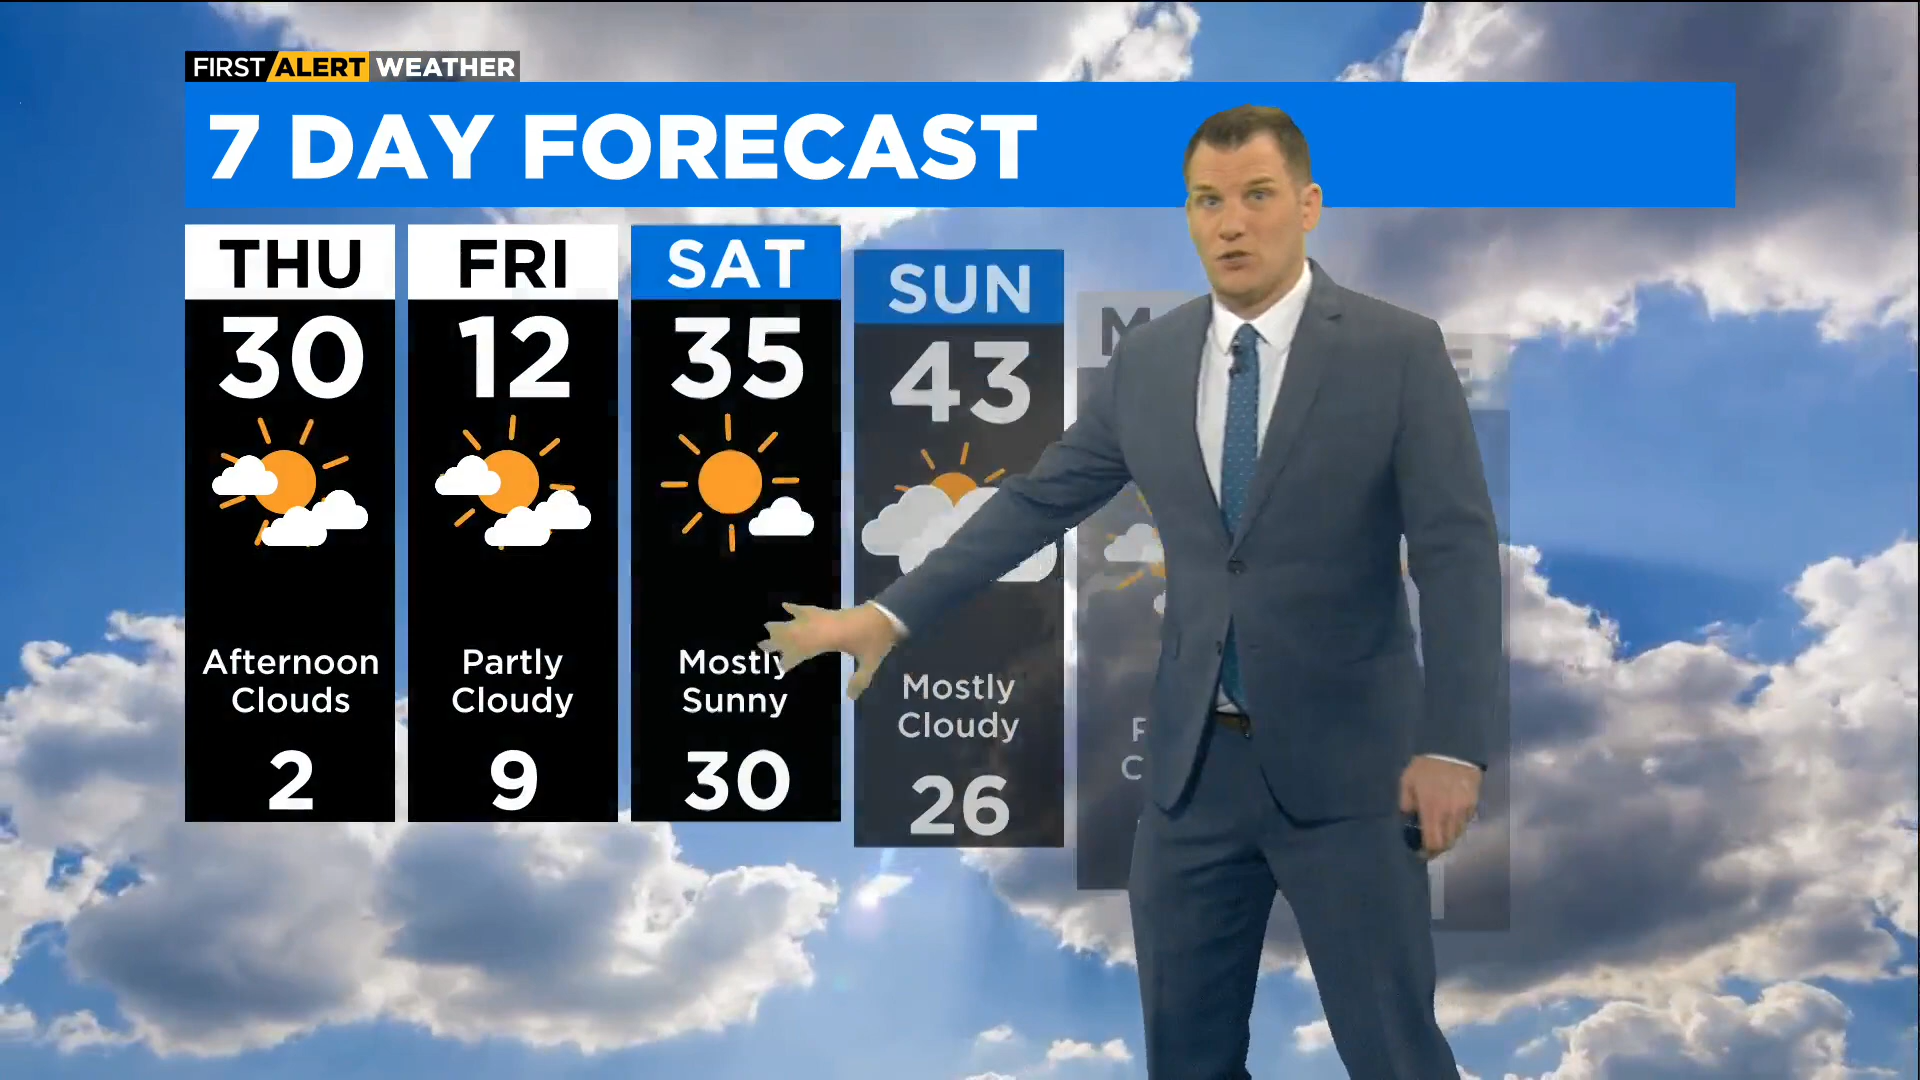 FIRST ALERT WEATHER
7 DAY FORECAST
THU
30
Afternoon
Clouds
2
FRI
12
Partly
Cloudy
9
SAT
35
Mostly
Sunny
30
SUN
43
Mostly
Cloudy
26